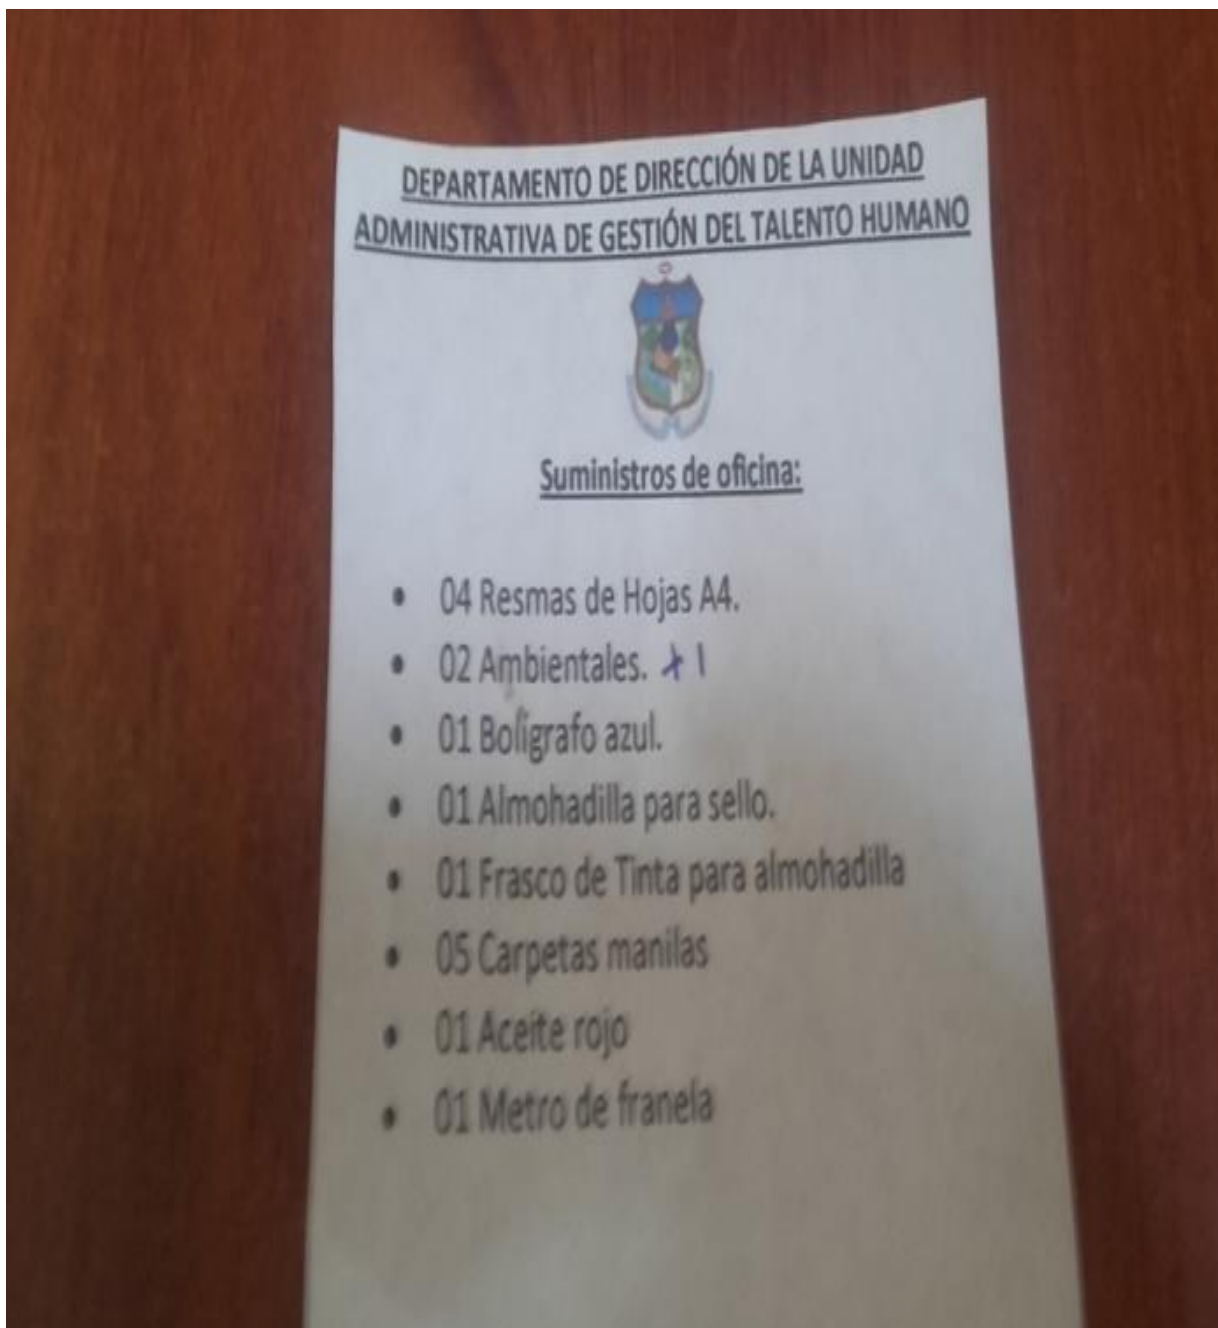 DEPARTAMENTO DE DIRECCIÓN DE LA UNIDAD
ADMINISTRATIVA DE GESTIÓN DEL TALENTO HUMANO
Suministros de oficina:
• 04 Resmas de Hojas A4.
• 02 Ambientales. + 1
• 01 Bolígrafo azul.
• 01 Almohadilla para sello.
• 01 Frasco de Tinta para almohadilla
• 05 Carpetas manilas
• 01 Aceite rojo
• 01 Metro de franela